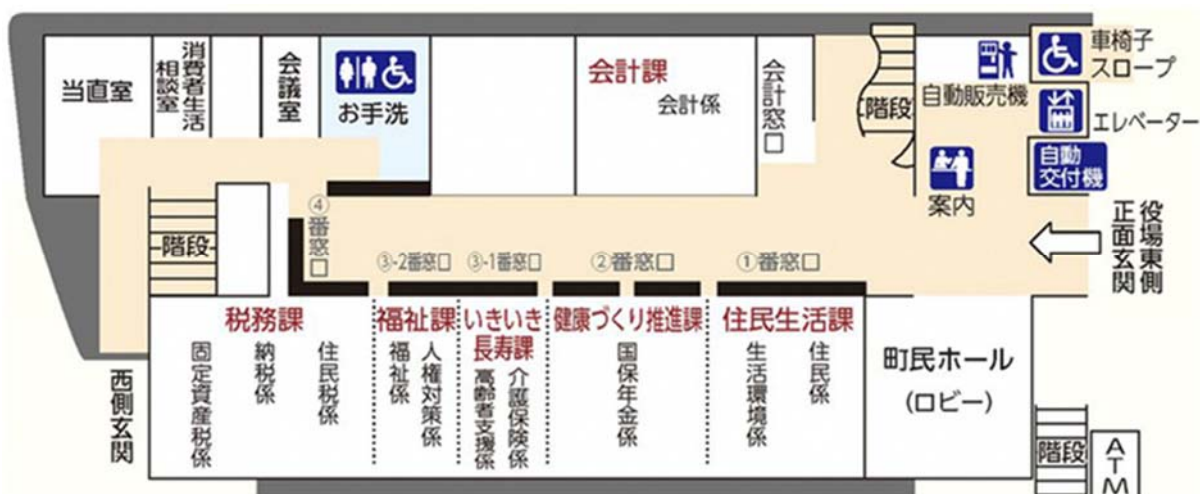 当直室
消費者生活
相談室
会議室
お手洗
会計課
会計係
会計窓口
階段
自動販売機
車椅子
スロープ
エレベーター
自動
交付機
案内
役場東側
正面玄関
階段
④番窓口
③-2番窓口
③-1番窓口
②番窓口
①番窓口
税務課
固定資産税係
納税係
住民税係
福祉課
福祉係
人権対策係
いきいき
長寿課
高齢者支援係
介護保険係
健康づくり推進課
国保年金係
住民生活課
生活環境係
住民係
町民ホール
(ロビー)
西側玄関
階段
ATM